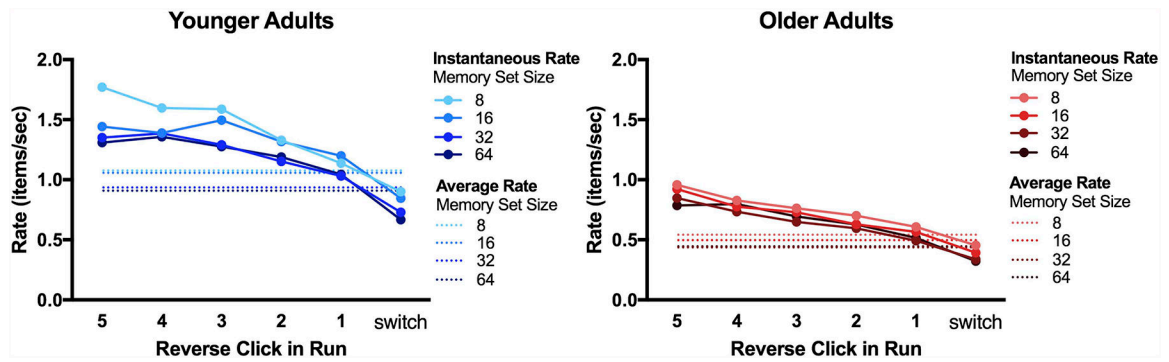 Younger Adults
2.0
1.5
1.0
0.5
0.0
Rate (items/sec)
5 4 3 2 1 switch
Reverse Click in Run
Instantaneous Rate
Memory Set Size
8
16
32
64
Average Rate
Memory Set Size
8
16
32
64
Older Adults
2.0
1.5
1.0
0.5
0.0
Rate (items/sec)
5 4 3 2 1 switch
Reverse Click in Run
Instantaneous Rate
Memory Set Size
8
16
32
64
Average Rate
Memory Set Size
8
16
32
64